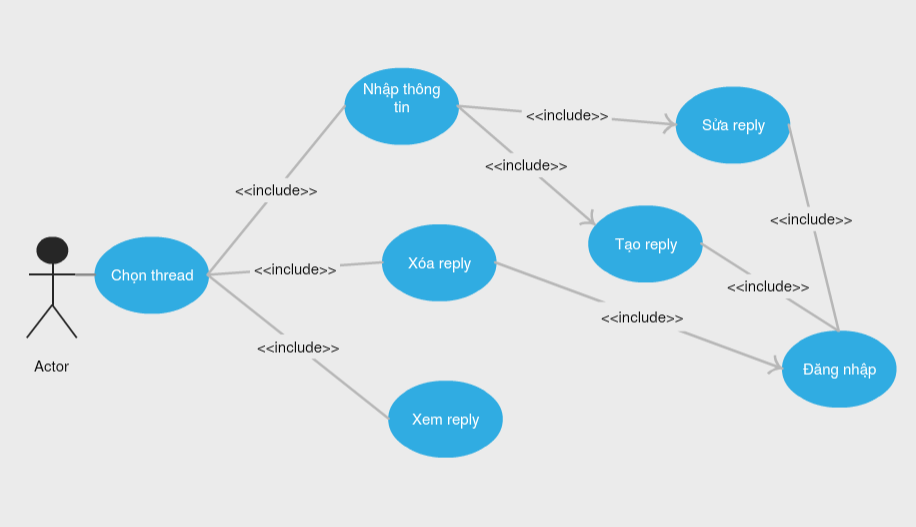 Nhập thông
tin
<<include>>
Sửa reply
<<include>>
<<include>>
<<include>>
Tạo reply
Xóa reply
<<include>>
Chọn thread
<<include>>
<<include>>
<<include>>
Actor
Đăng nhập
Xem reply